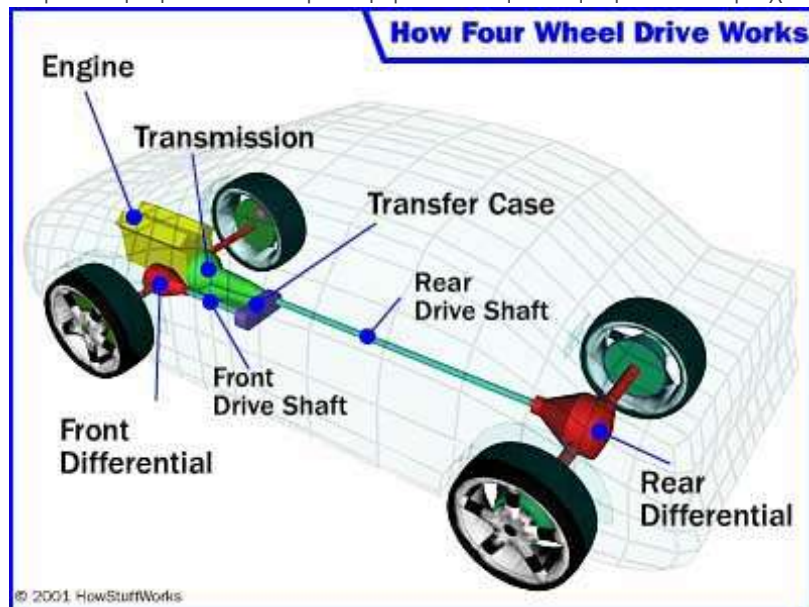 How Four Wheel Drive Works
Engine
Transmission
Transfer Case
Rear
Drive Shaft
Front
Drive Shaft
Front
Differential
Rear
Differential
© 2001 HowStuffWorks